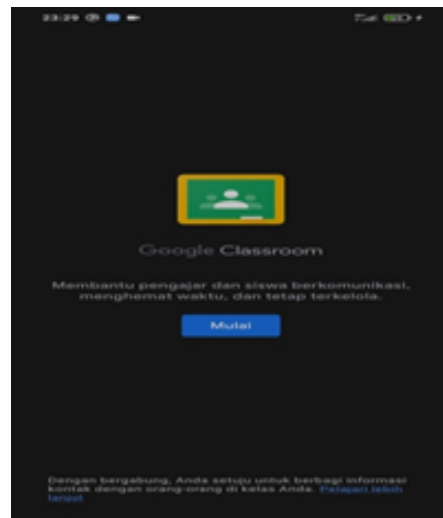 23:29
Google Classroom
Membantu pengajar dan siswa berkomunikasi,
menghemat waktu, dan tetap terkelola.
Mulai
Dengan bergabung, Anda setuju untuk berbagi informasi
kontak dengan orang-orang di kelas Anda. Pelajari lebih
lanjut